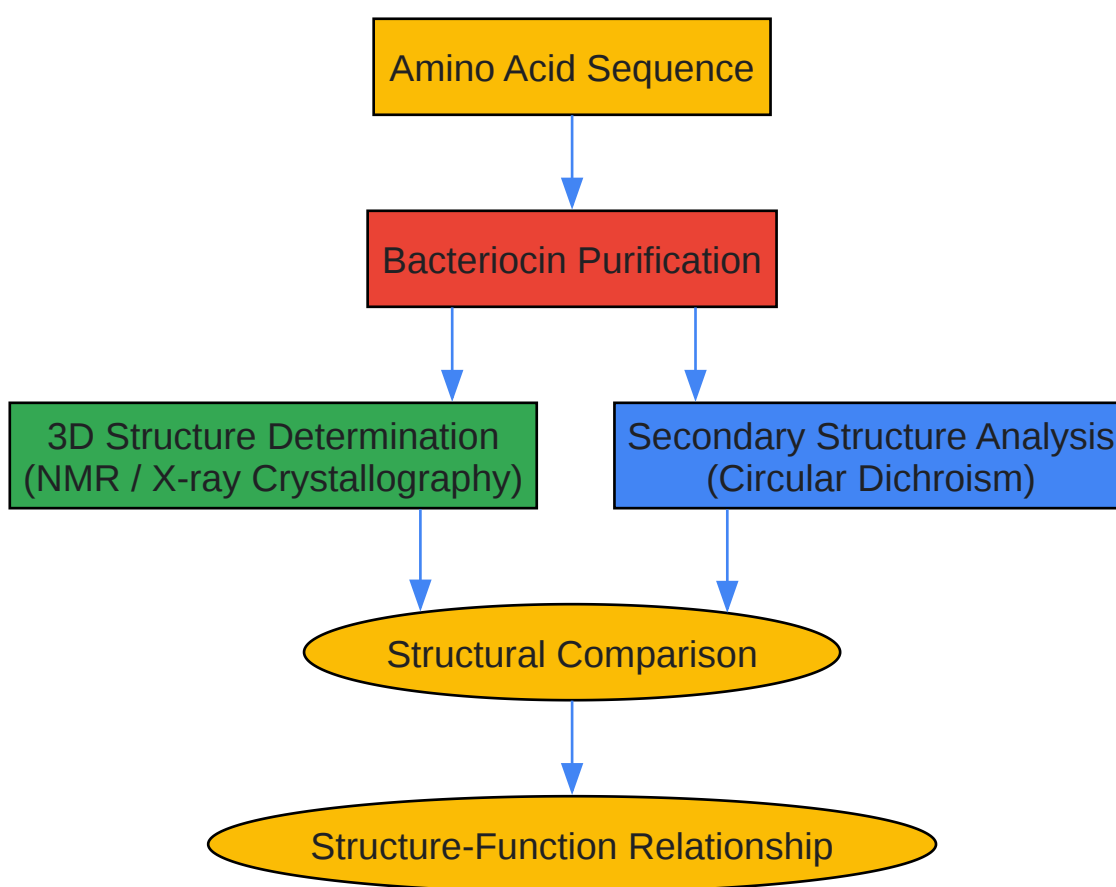 Amino Acid Sequence
Bacteriocin Purification
3D Structure Determination
(NMR / X-ray Crystallography)
Secondary Structure Analysis
(Circular Dichroism)
Structural Comparison
Structure-Function Relationship